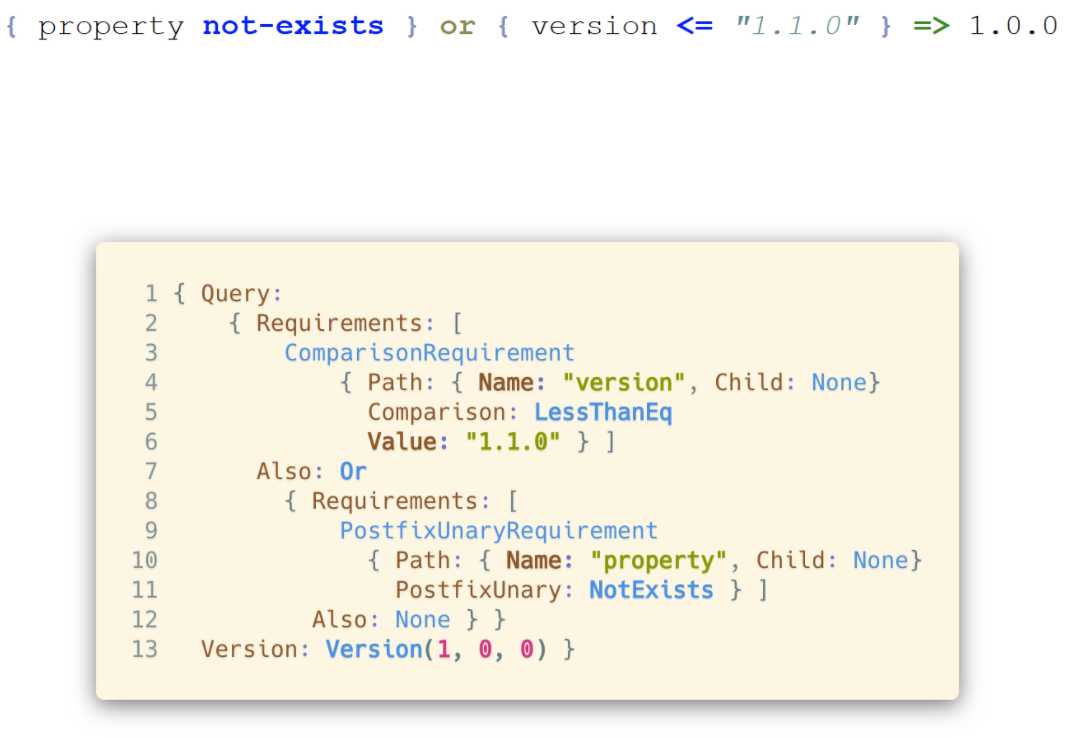 { property not-exists } or { version <= "1.1.0" } => 1.0.0
1 { Query:
2 { Requirements: [
3 ComparisonRequirement
4 { Path: { Name: "version", Child: None}
5 Comparison: LessThanEq
6 Value: "1.1.0" } ]
7 Also: Or
8 { Requirements: [
9 PostfixUnaryRequirement
10 { Path: { Name: "property", Child: None}
11 PostfixUnary: NotExists } ]
12 Also: None } }
13 Version: Version(1, 0, 0) }